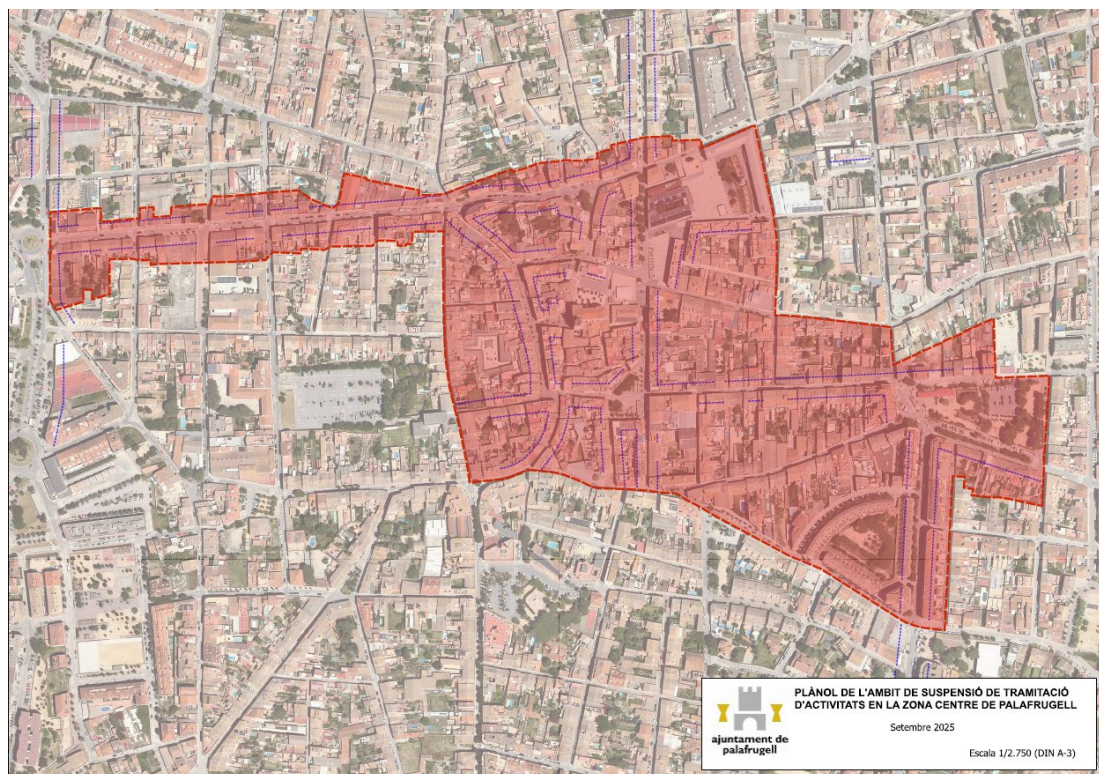 PLÀNOL DE L'AMBIT DE SUSPENSIÓ DE TRAMITACIÓ
D'ACTIVITATS EN LA ZONA CENTRE DE PALAFRUGELL
Setembre 2025
ajuntament de
palafrugell
Escala 1/2.750 (DIN A-3)